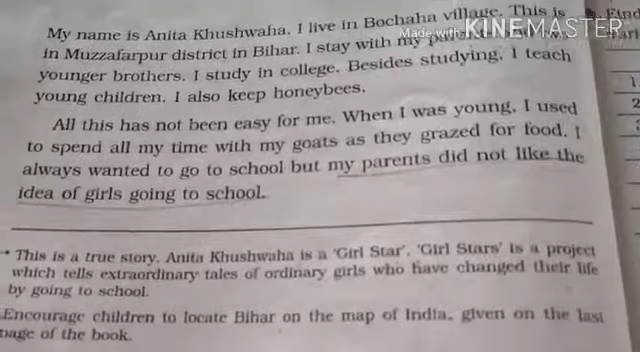 My name is Anita Khushwaha. I live in Bochaha village. This is
in Muzzafarpur district in Bihar. I stay with my
younger brothers. I study in college. Besides studying, I teach
young children. I also keep honeybees.
All this has not been easy for me. When I was young, I used
to spend all my time with my goats as they grazed for food. I
always wanted to go to school but my parents did not like the
idea of girls going to school.
* This is a true story. Anita Khushwaha is a 'Girl Star'. 'Girl Stars' is a project
which tells extraordinary tales of ordinary girls who have changed their life
by going to school.
Encourage children to locate Bihar on the map of India, given on the last
page of the book.
Made with KINEMASTER
Find
1
2